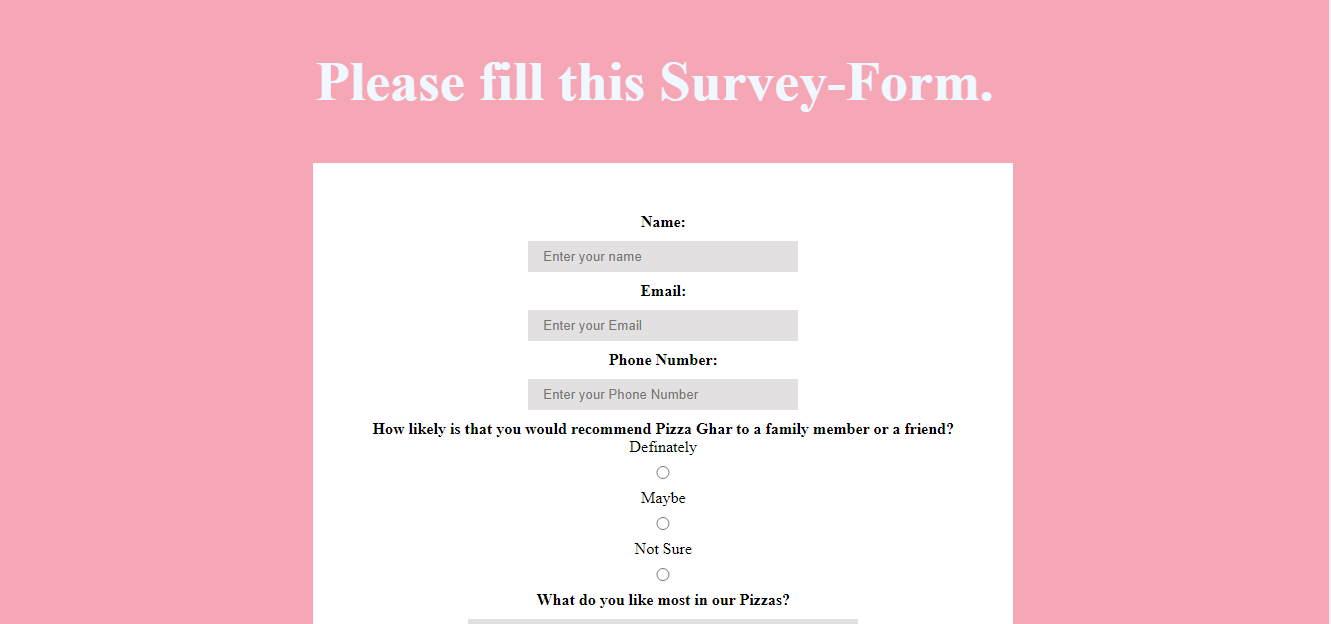 Please fill this Survey-Form.
Name:
Enter your name
Email:
Enter your Email
Phone Number:
Enter your Phone Number
How likely is that you would recommend Pizza Ghar to a family member or a friend?
Definately
Maybe
Not Sure
What do you like most in our Pizzas?